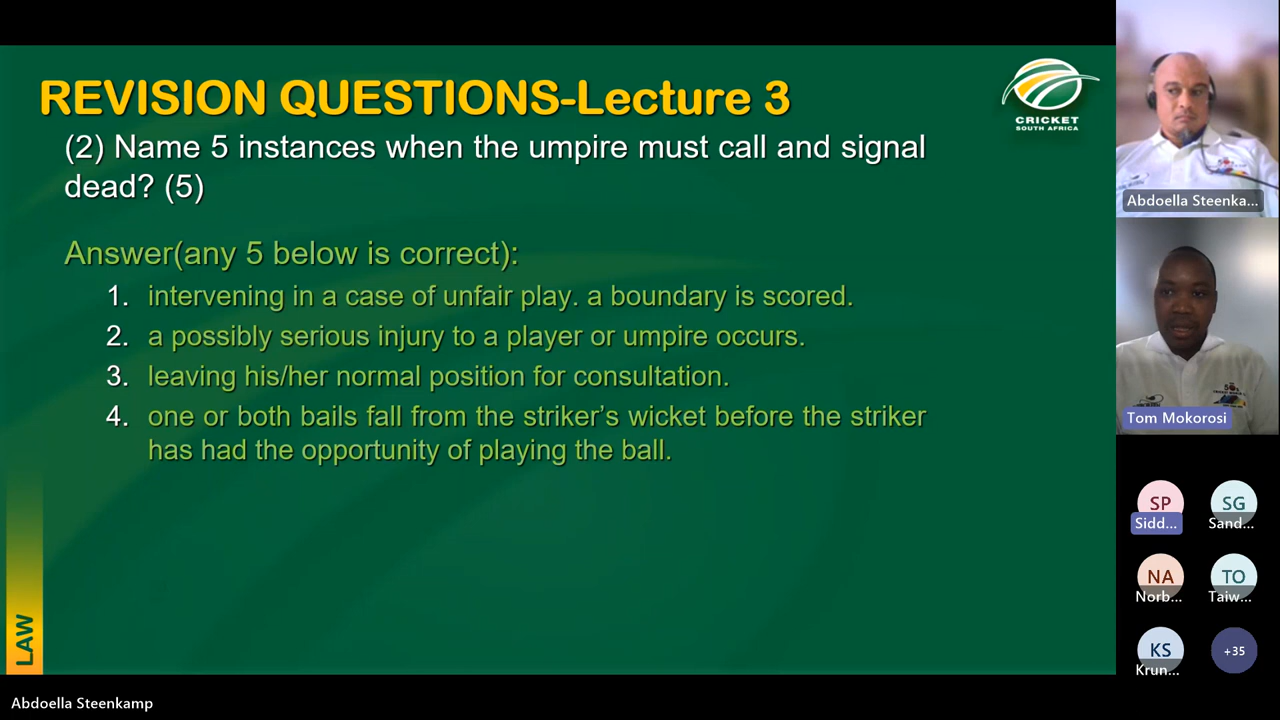 REVISION QUESTIONS-Lecture 3
(2) Name 5 instances when the umpire must call and signal
dead? (5)
Answer(any 5 below is correct):
1. intervening in a case of unfair play. a boundary is scored.
2. a possibly serious injury to a player or umpire occurs.
3. leaving his/her normal position for consultation.
4. one or both bails fall from the striker's wicket before the striker
has had the opportunity of playing the ball.
LAW
CRICKET
SOUTH AFRICA
Abdoella Steenka...
Tom Mokorosi
SP
Sidd...
SG
Sand...
NA
Norb...
TO
Taiw...
KS
Krun...
+35
Abdoella Steenkamp